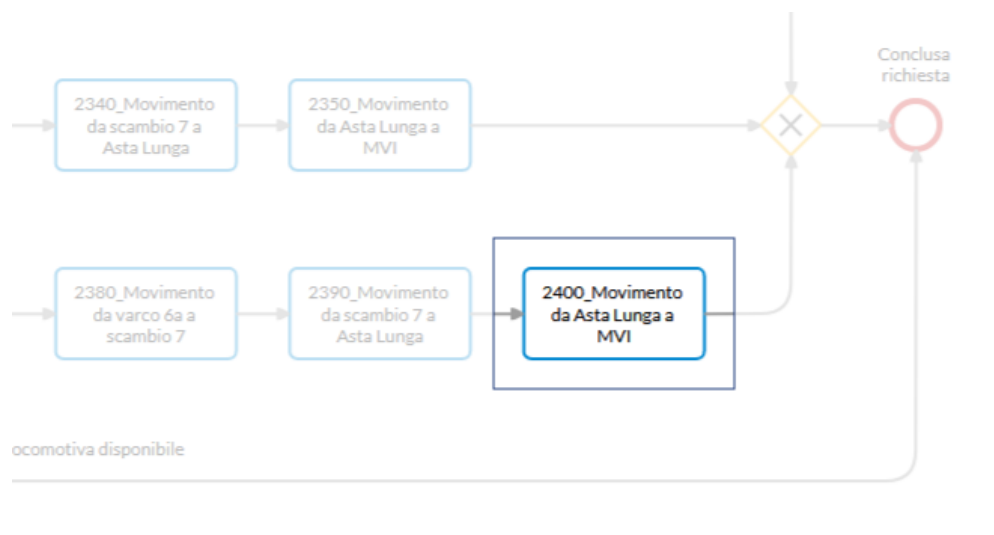 Conclusa
richiesta
2340_Movimento
da scambio 7 a
Asta Lunga
2350_Movimento
da Asta Lunga a
MVI
2380_Movimento
da varco 6a a
scambio 7
2390_Movimento
da scambio 7 a
Asta Lunga
2400_Movimento
da Asta Lunga a
MVI
ocomotiva disponibile